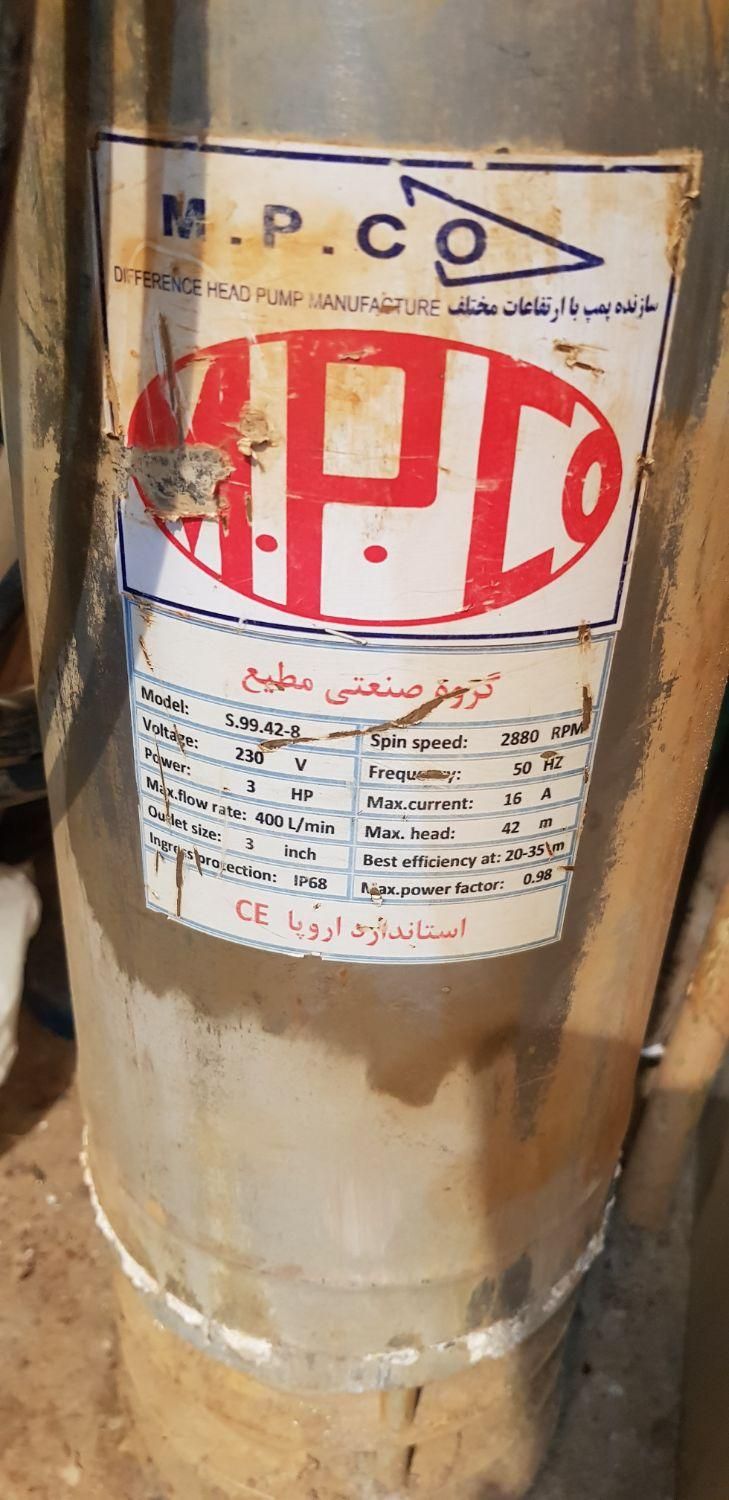 M.P.CO
DIFFERENCE HEAD PUMP MANUFACTURE سازنده پمپ با ارتفاعات مختلف
M.P.Co
گروه صنعتی مطیع
Model: S.99.42-8
Spin speed: 2880 RPM
Voltage: 230 V
Frequency: 50 HZ
Power: 3 HP
Max.current: 16 A
Max.flow rate: 400 L/min
Max. head: 42 m
Outlet size: 3 inch
Best efficiency at: 20-35 m
Ingress protection: IP68
Max.power factor: 0.98
استاندارد اروپا CE